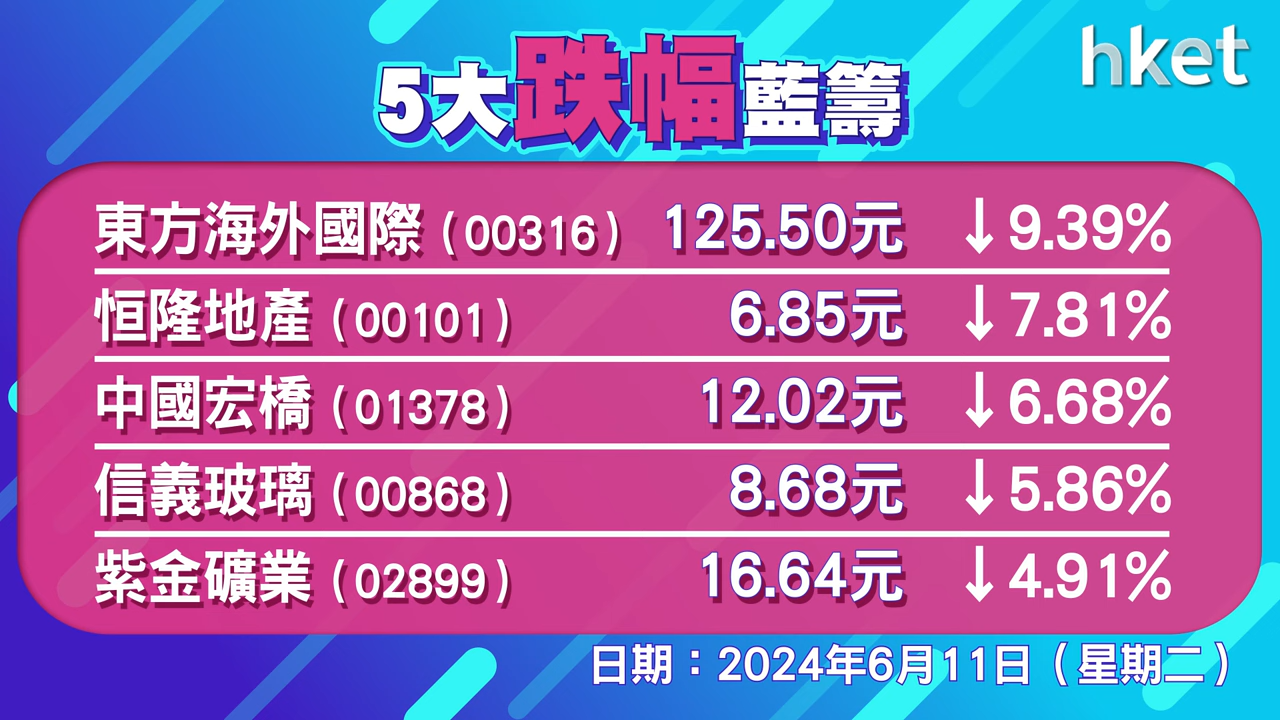 hket
5大跌幅藍籌
東方海外國際（00316） 125.50元 ↓9.39%
恒隆地產（00101） 6.85元 ↓7.81%
中國宏橋（01378） 12.02元 ↓6.68%
信義玻璃（00868） 8.68元 ↓5.86%
紫金礦業（02899） 16.64元 ↓4.91%
日期：2024年6月11日（星期二）